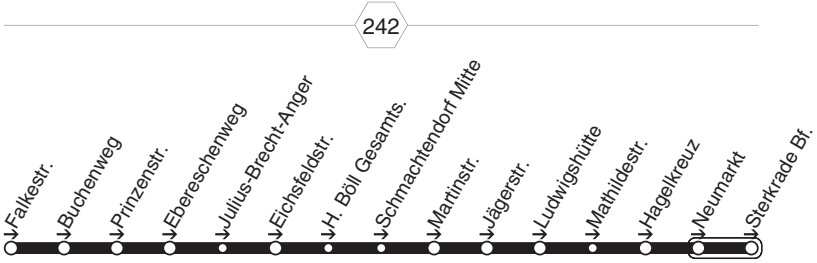 242
Falkestr.
Buchenweg
Prinzenstr.
Ebereschenweg
Julius-Brecht-Anger
Eichsfeldstr.
H. Böll Gesamts.
Schmachtendorf Mitte
Martinstr.
Jägerstr.
Ludwigshütte
Mathildestr.
Hagelkreuz
Neumarkt
Sterkrade Bf.